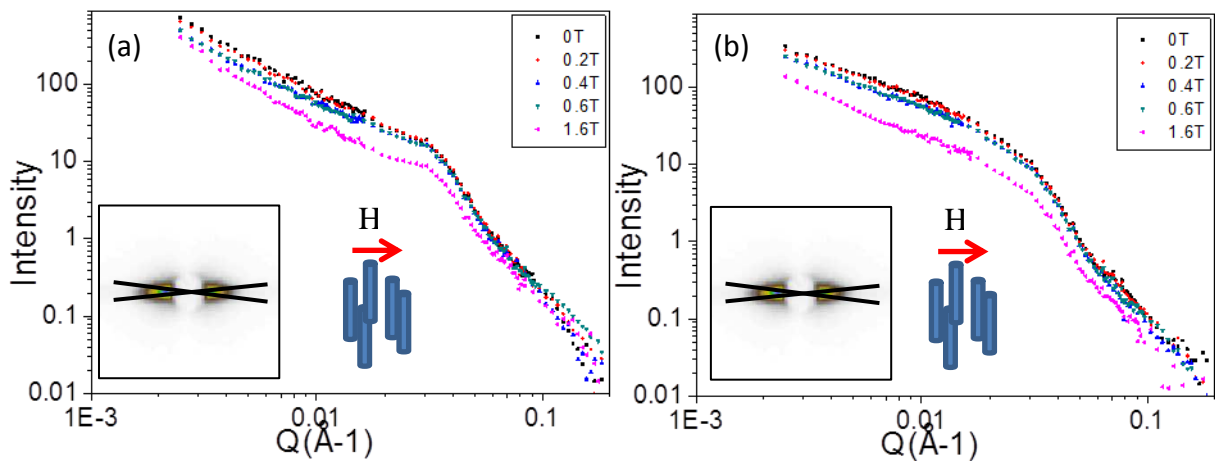 (a)
0T
0.2T
0.4T
0.6T
1.6T
100
10
1
0.1
0.01
1E-3
0.01
0.1
Intensity
Q(Å-1)
H
(b)
0T
0.2T
0.4T
0.6T
1.6T
100
10
1
0.1
0.01
1E-3
0.01
0.1
Intensity
Q(Å-1)
H